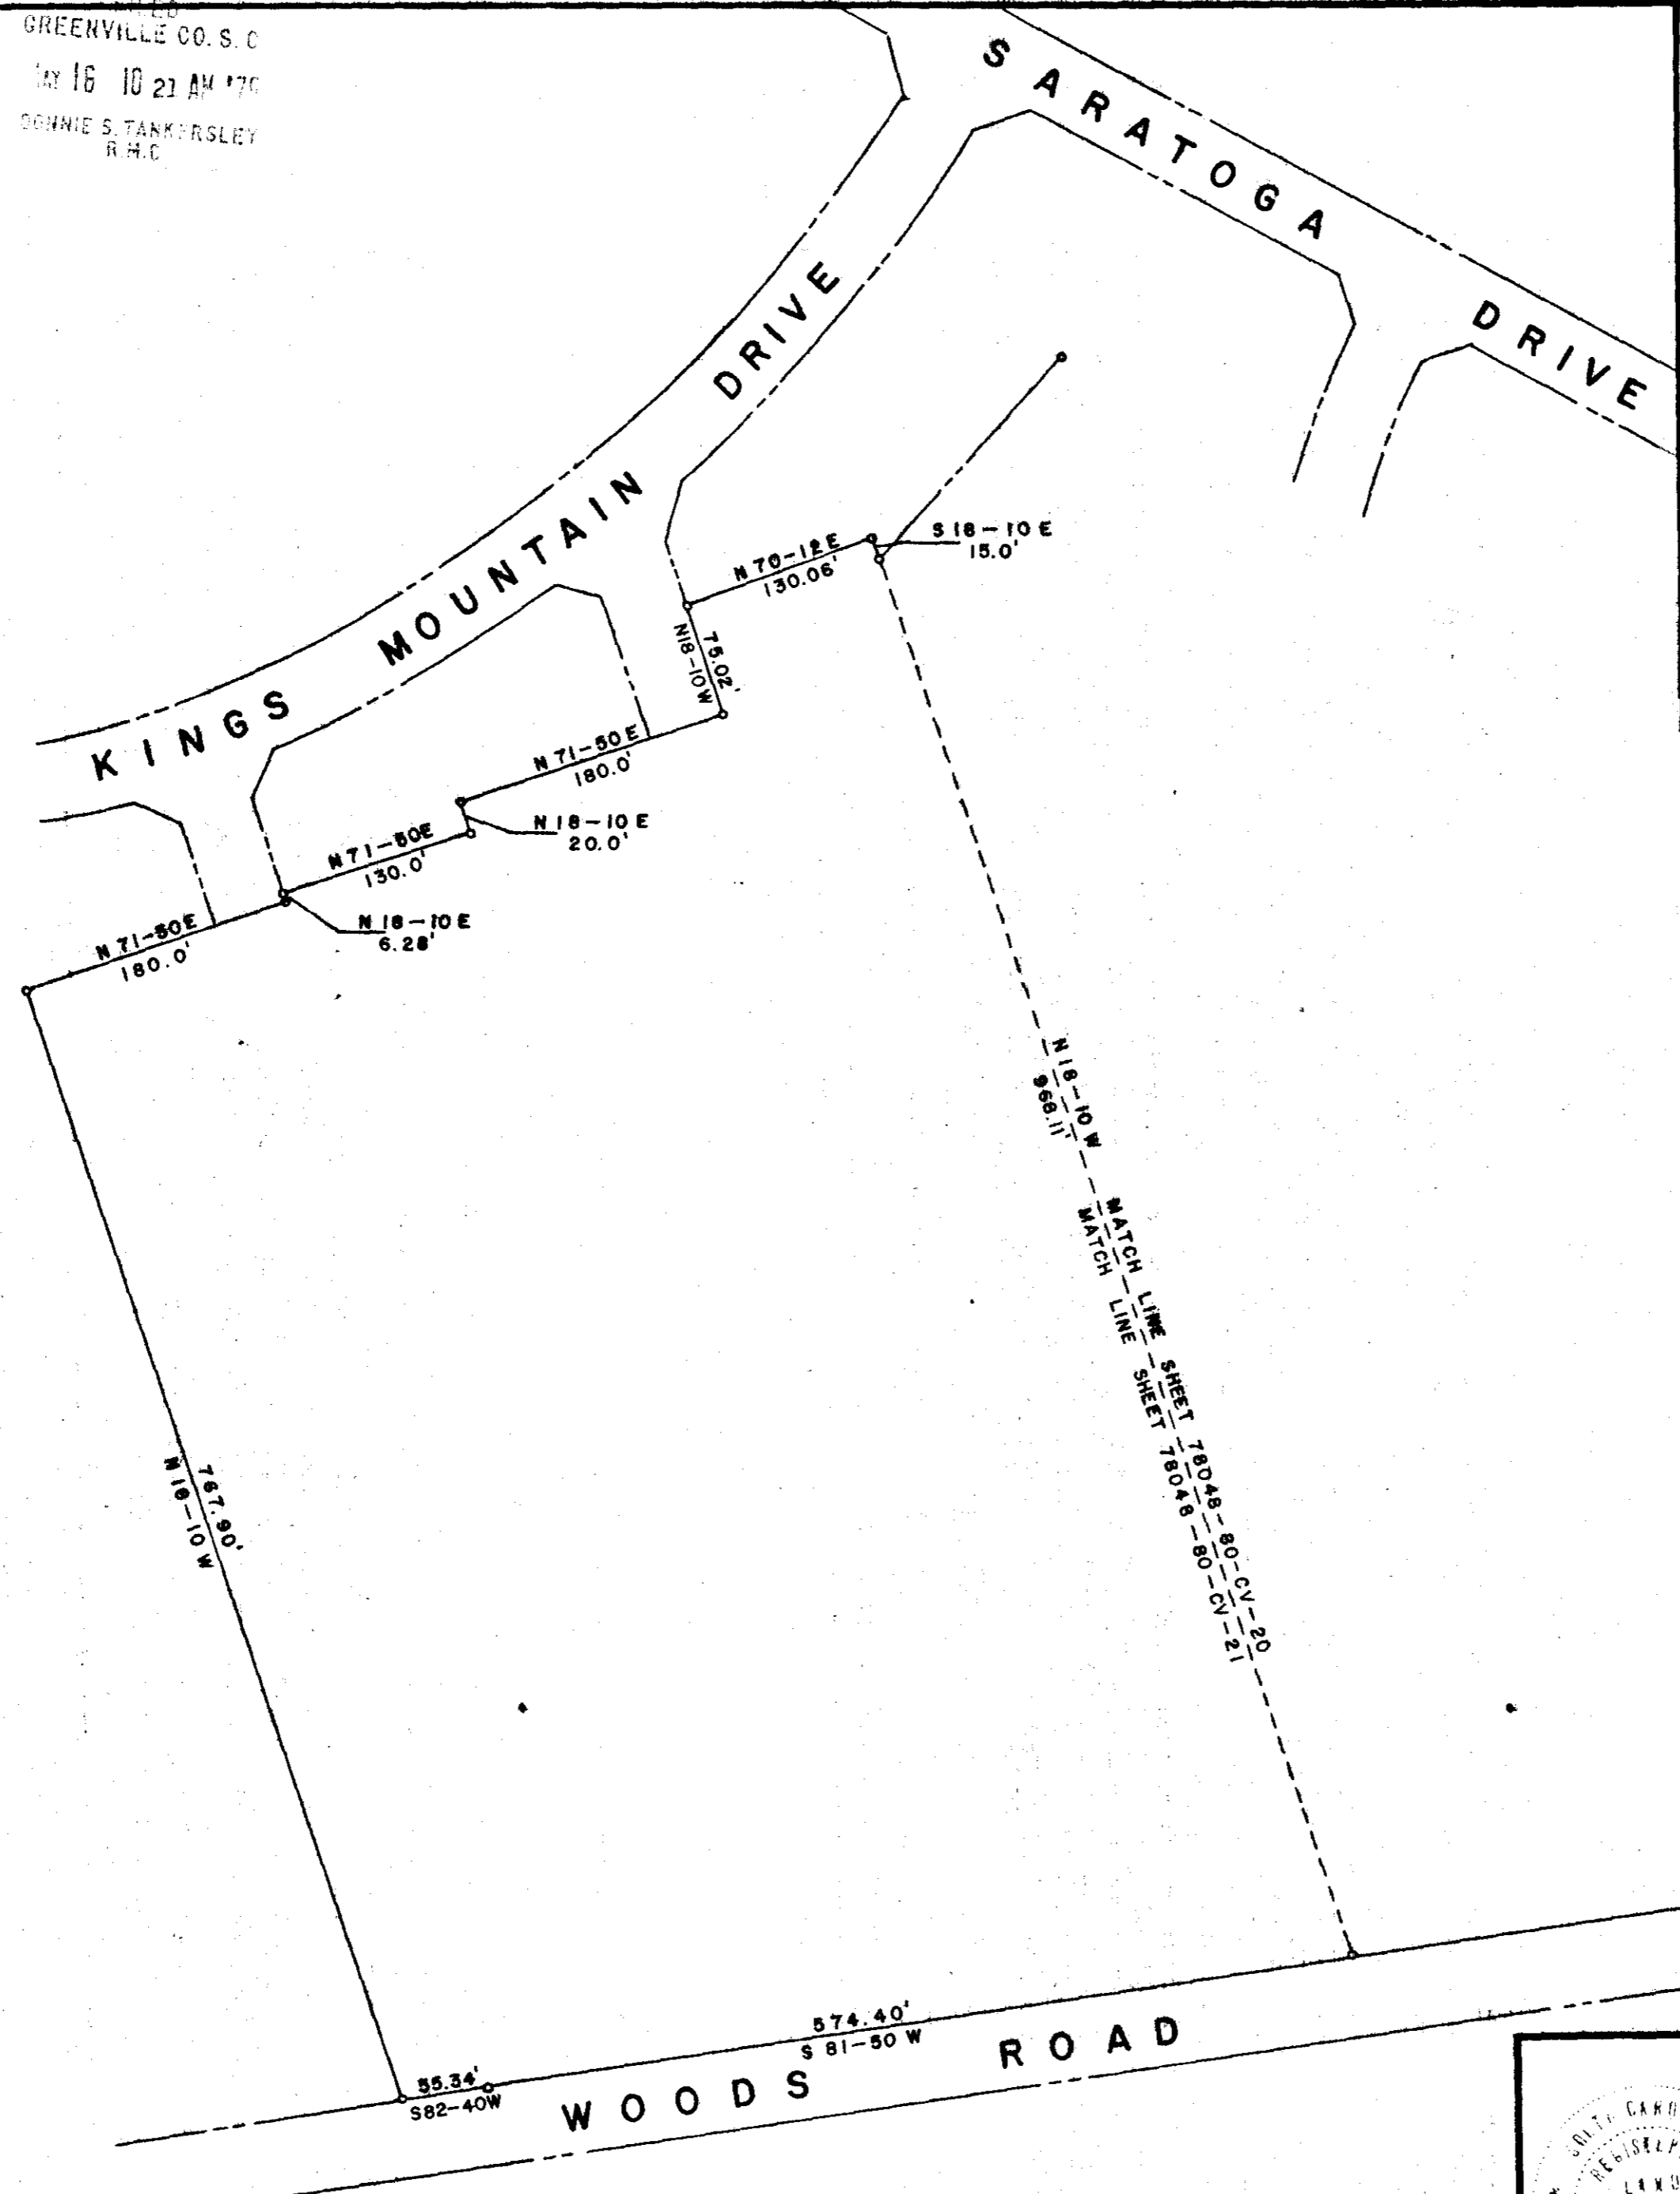 GREENVILLE CO. S. C
16 10 21 AM
DONNIE S. TANKERSLEY
R.M.C
SARATOGA DRIVE
KINGS MOUNTAIN DRIVE
S 18-10 E
15.0'
N 70-12 E
130.06'
75.02'
N18-10 W
N 71-50 E
180.0'
N 18-10 E
20.0'
N 71-50E
130.0'
N 18-10 E
6.28'
N 71-50E
180.0'
N 18-10 W
968.11'
MATCH LINE SHEET 78048-80-CV-20
MATCH LINE SHEET 78048-80-CV-21
767.90'
N 18-10 W
574.40'
S 81-50 W
55.34'
S82-40W
WOODS ROAD